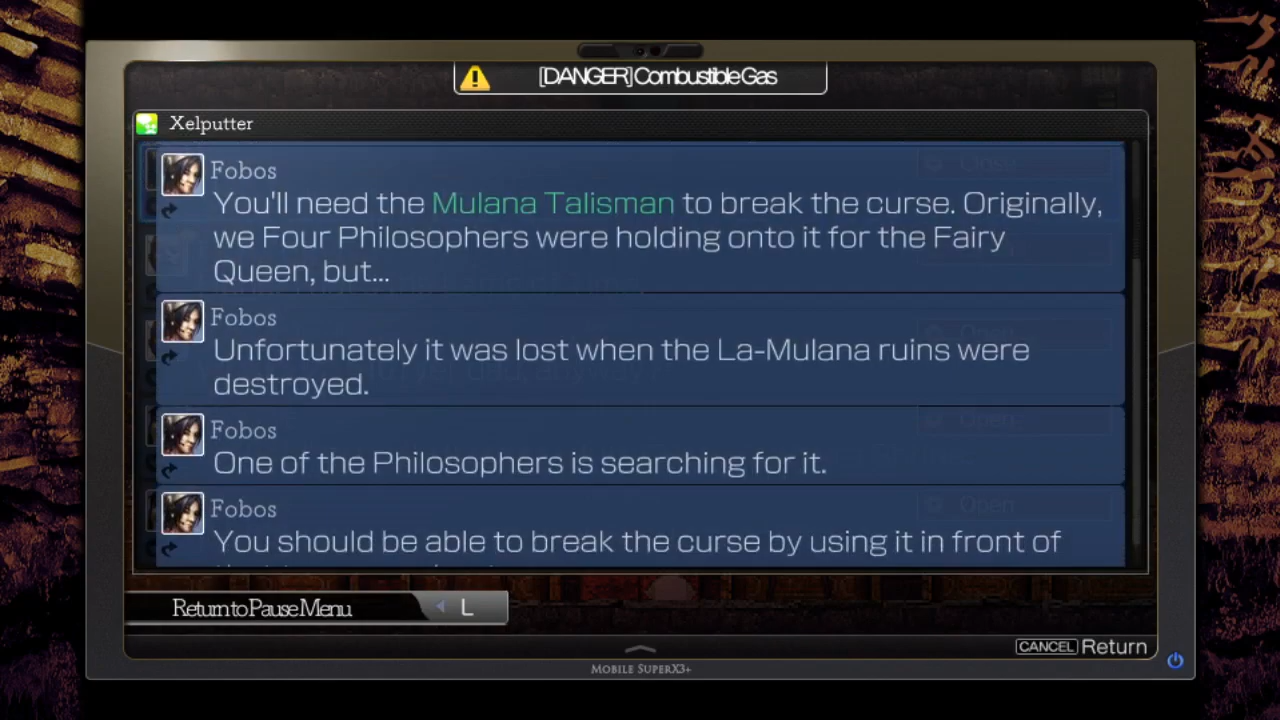 [DANGER]Combustible Gas
Xelputter
Fobos
You'll need the Mulana Talisman to break the curse. Originally,
we Four Philosophers were holding onto it for the Fairy
Queen, but...
Fobos
Unfortunately it was lost when the La-Mulana ruins were
destroyed.
Fobos
One of the Philosophers is searching for it.
Fobos
You should be able to break the curse by using it in front of
Return to Pause Menu L
CANCEL Return
MOBILE SUPERX3+